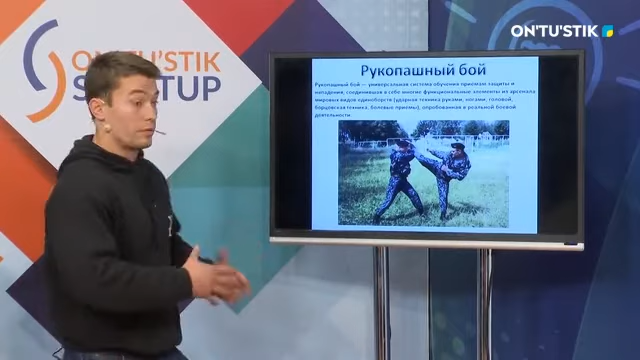 ON'TU'STIK
ON'TU'STIK
Рукопашный бой
Рукопашный бой — универсальная система обучения приемам защиты и
нападения, соединившая в себе многие функциональные элементы из арсенала
мировых видов единоборств (ударная техника руками, ногами, головой,
борцовская техника, болевые приемы), опробованная в реальной боевой
деятельности.